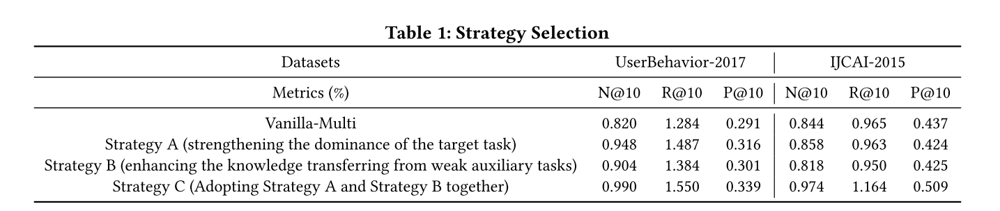 Table 1: Strategy Selection
Datasets UserBehavior-2017 IJCAI-2015
Metrics (%) N@10 R@10 P@10 N@10 R@10 P@10
Vanilla-Multi 0.820 1.284 0.291 0.844 0.965 0.437
Strategy A (strengthening the dominance of the target task) 0.948 1.487 0.316 0.858 0.963 0.424
Strategy B (enhancing the knowledge transferring from weak auxiliary tasks) 0.904 1.384 0.301 0.818 0.950 0.425
Strategy C (Adopting Strategy A and Strategy B together) 0.990 1.550 0.339 0.974 1.164 0.509